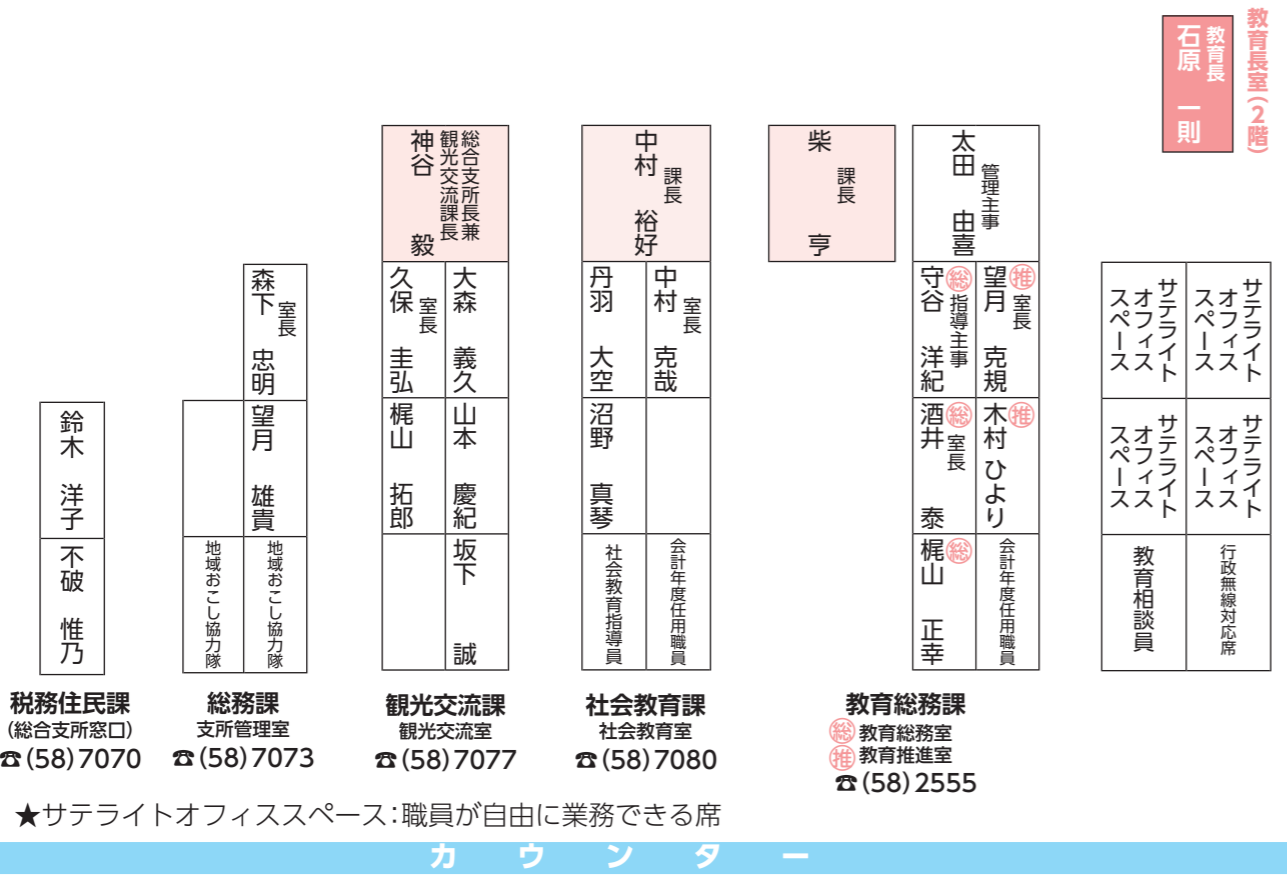 教育長室(2階)
教育長
石原 一則
総合支所長兼
観光交流課長
神谷 毅
課長
中村 裕好
課長
柴 亨
管理主事
太田 由喜
森下 忠明
室長
久保 圭弘
室長
大森 義久
丹羽 大空
中村 克哉
室長
守谷 洋紀
総 指導主事
望月 克規
推 室長
サテライト
オフィス
スペース
サテライト
オフィス
スペース
鈴木 洋子
望月 雄貴
梶山 拓郎
山本 慶紀
沼野 真琴
酒井 泰
総 室長
木村 ひより
推
サテライト
オフィス
スペース
サテライト
オフィス
スペース
不破 惟乃
地域おこし協力隊
地域おこし協力隊
坂下 誠
社会教育指導員
会計年度任用職員
梶山 正幸
総
会計年度任用職員
教育相談員
行政無線対応席
税務住民課
(総合支所窓口)
☎(58)7070
総務課
支所管理室
☎(58)7073
観光交流課
観光交流室
☎(58)7077
社会教育課
社会教育室
☎(58)7080
教育総務課
総 教育総務室
推 教育推進室
☎(58)2555
★サテライトオフィススペース:職員が自由に業務できる席
カウンター